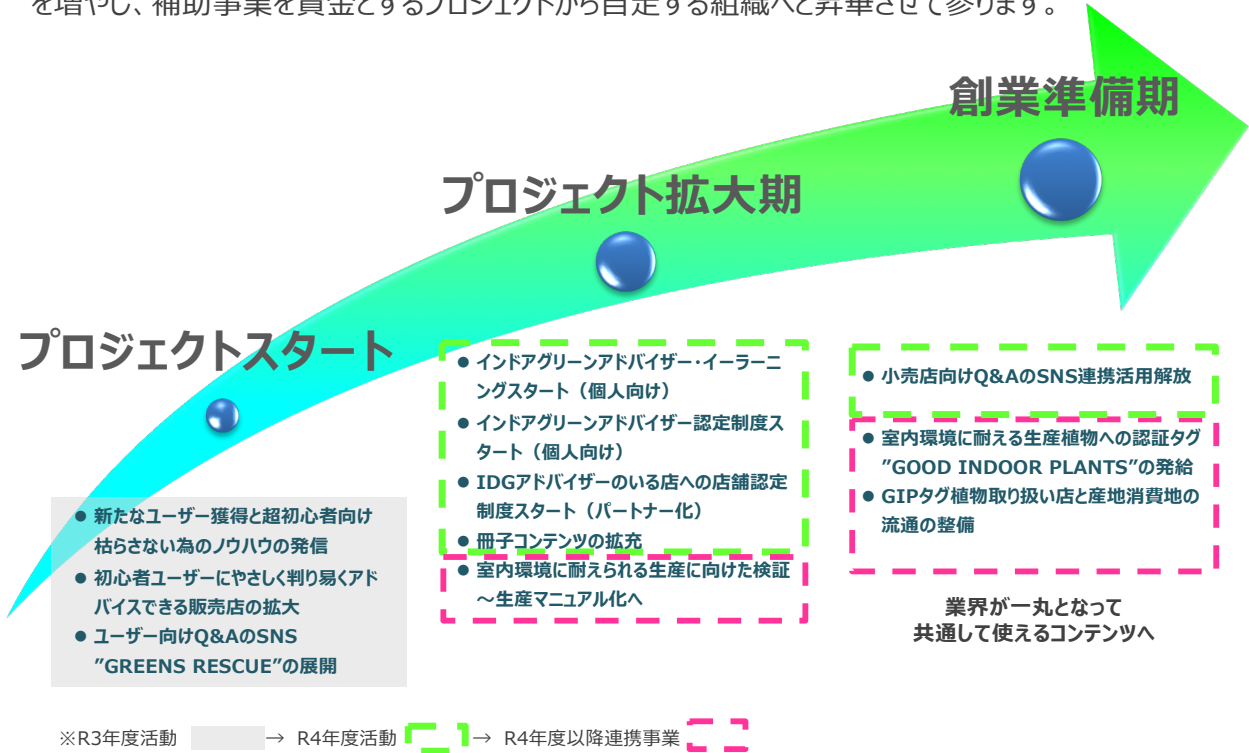 を増やし、補助事業を資金とするプロジェクトから自走する組織へと昇華させて参ります。
創業準備期
プロジェクト拡大期
プロジェクトスタート
● 新たなユーザー獲得と超初心者向け
枯らさない為のノウハウの発信
● 初心者ユーザーにやさしく判り易くアド
バイスできる販売店の拡大
● ユーザー向けQ&AのSNS
”GREENS RESCUE”の展開
● インドアグリーンアドバイザー・イーラーニ
ングスタート（個人向け）
● インドアグリーンアドバイザー認定制度ス
タート（個人向け）
● IDGアドバイザーのいる店への店舗認定
制度スタート（パートナー化）
● 冊子コンテンツの拡充
● 室内環境に耐えられる生産に向けた検証
～生産マニュアル化へ
● 小売店向けQ&AのSNS連携活用解放
● 室内環境に耐える生産植物への認証タグ
”GOOD INDOOR PLANTS”の発給
● GIPタグ植物取り扱い店と産地消費地の
流通の整備
業界が一丸となって
共通して使えるコンテンツへ
※R3年度活動 → R4年度活動 → R4年度以降連携事業